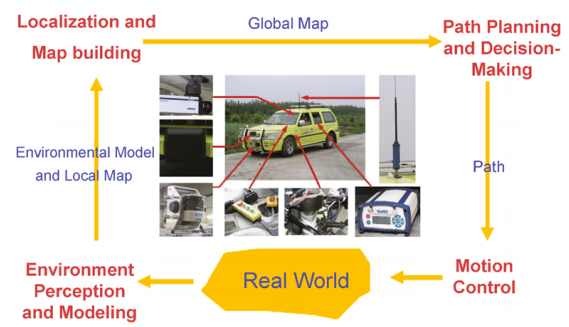 Localization and
Map building
Global Map
Path Planning
and Decision-
Making
Environmental Model
and Local Map
Path
Environment
Perception
and Modeling
Real World
Motion
Control